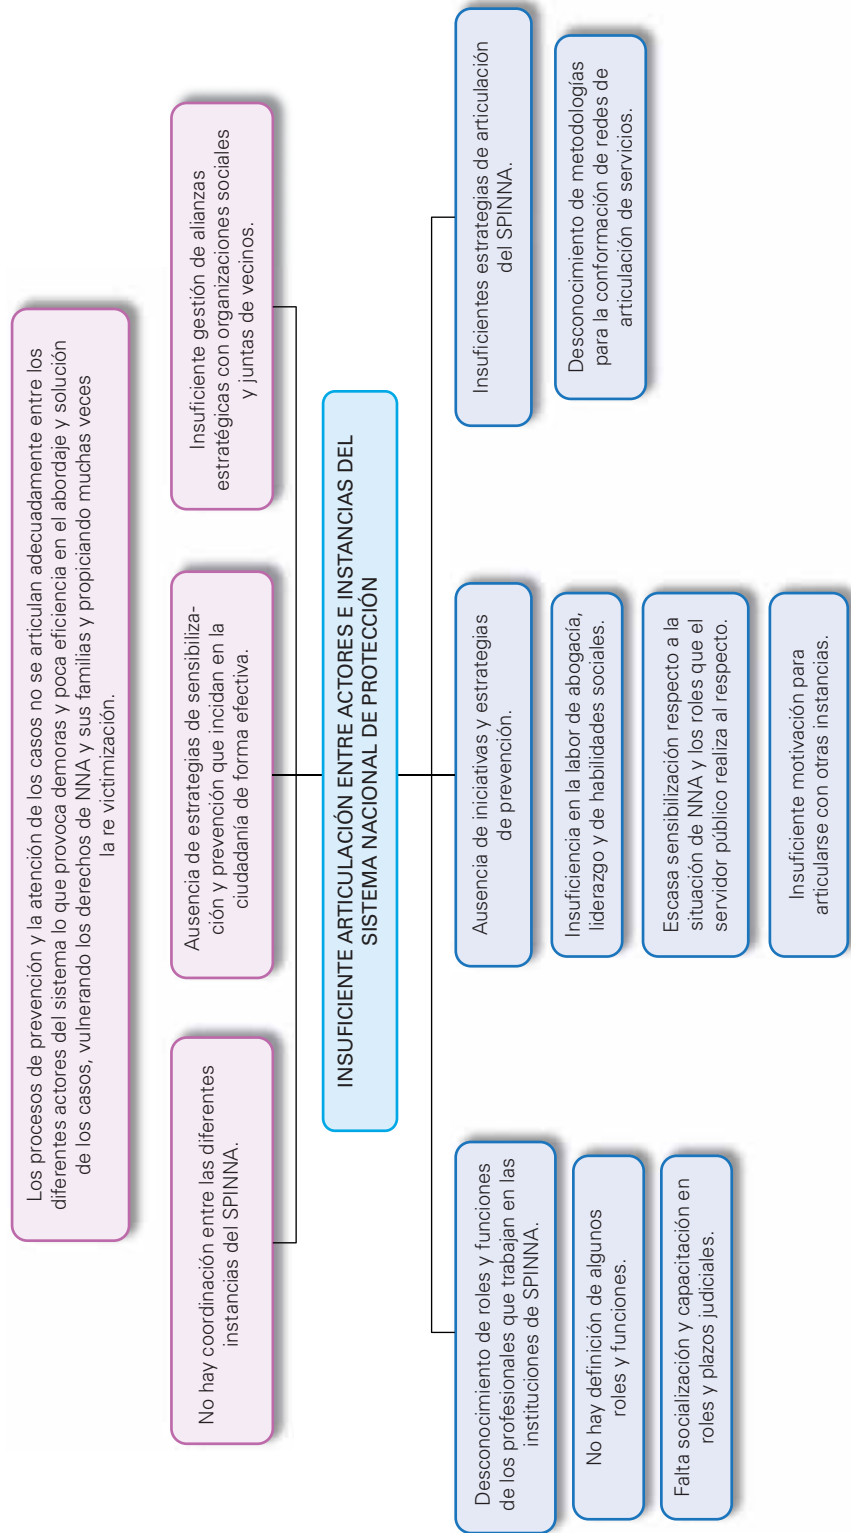 Los procesos de prevención y la atención de los casos no se articulan adecuadamente entre los
diferentes actores del sistema lo que provoca demoras y poca eficiencia en el abordaje y solución
de los casos, vulnerando los derechos de NNA y sus familias y propiciando muchas veces
la re victimización.
No hay coordinación entre las diferentes
instancias del SPINNA.
Ausencia de estrategias de sensibiliza-
ción y prevención que incidan en la
ciudadanía de forma efectiva.
Insuficiente gestión de alianzas
estratégicas con organizaciones sociales
y juntas de vecinos.
INSUFICIENTE ARTICULACIÓN ENTRE ACTORES E INSTANCIAS DEL
SISTEMA NACIONAL DE PROTECCIÓN
Desconocimiento de roles y funciones
de los profesionales que trabajan en las
instituciones de SPINNA.
No hay definición de algunos
roles y funciones.
Falta socialización y capacitación en
roles y plazos judiciales.
Ausencia de iniciativas y estrategias
de prevención.
Insuficiencia en la labor de abogacía,
liderazgo y de habilidades sociales.
Escasa sensibilización respecto a la
situación de NNA y los roles que el
servidor público realiza al respecto.
Insuficiente motivación para
articularse con otras instancias.
Insuficientes estrategias de articulación
del SPINNA.
Desconocimiento de metodologías
para la conformación de redes de
articulación de servicios.